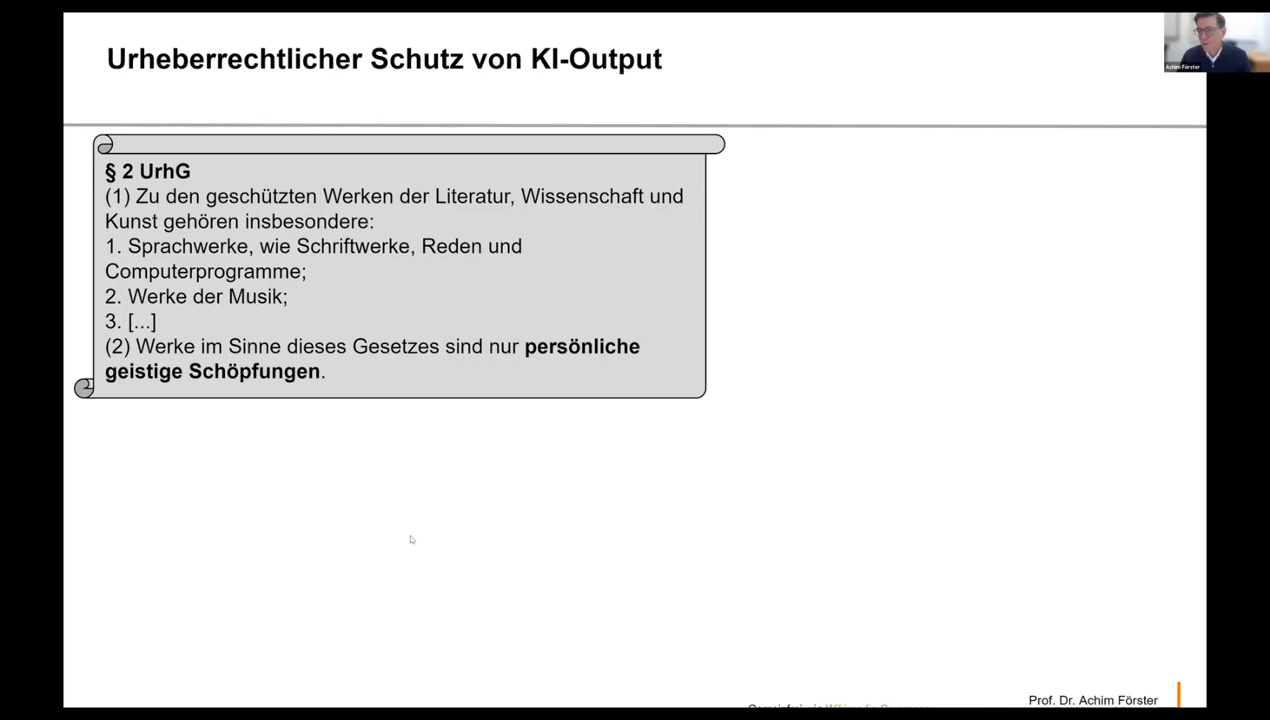 Urheberrechtlicher Schutz von KI-Output
Achim Förster
§ 2 UrhG
(1) Zu den geschützten Werken der Literatur, Wissenschaft und
Kunst gehören insbesondere:
1. Sprachwerke, wie Schriftwerke, Reden und
Computerprogramme;
2. Werke der Musik;
3. [...]
(2) Werke im Sinne dieses Gesetzes sind nur persönliche
geistige Schöpfungen.
Prof. Dr. Achim Förster